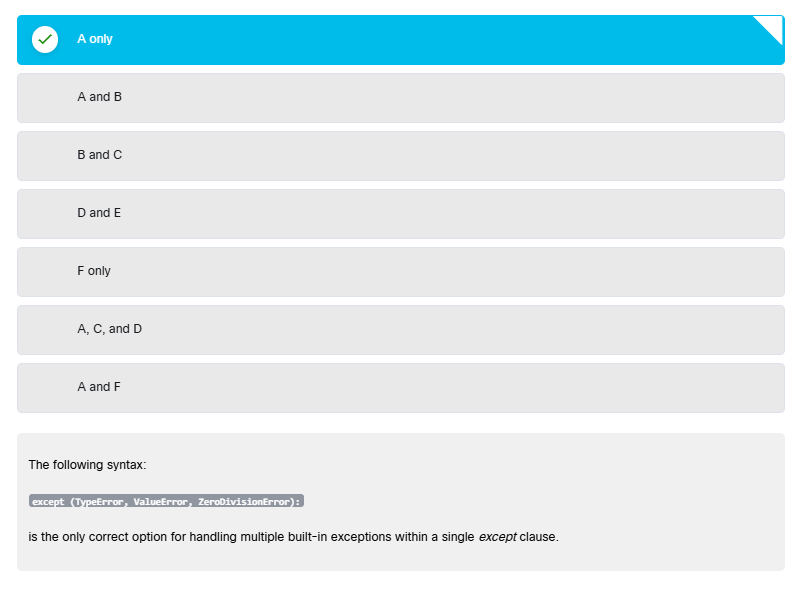 A only
A and B
B and C
D and E
F only
A, C, and D
A and F
The following syntax:
except (TypeError, ValueError, ZeroDivisionError):
is the only correct option for handling multiple built-in exceptions within a single except clause.